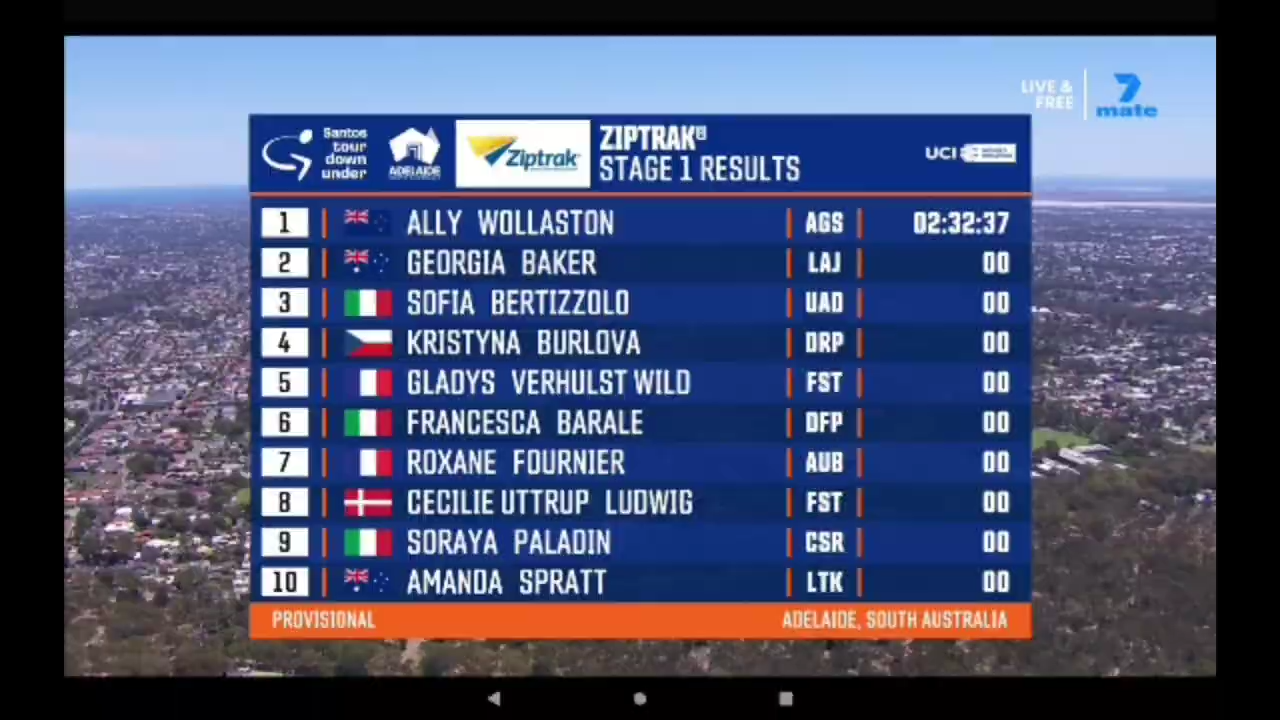 LIVE &
FREE
7
mate
Santos
tour
down
under
ADELAIDE
Ziptrak
ZIPTRAK®
STAGE 1 RESULTS
UCI
1 ALLY WOLLASTON AGS 02:32:37
2 GEORGIA BAKER LAJ 00
3 SOFIA BERTIZZOLO UAD 00
4 KRISTYNA BURLOVA DRP 00
5 GLADYS VERHULST WILD FST 00
6 FRANCESCA BARALE DFP 00
7 ROXANE FOURNIER AUB 00
8 CECILIE UTTRUP LUDWIG FST 00
9 SORAYA PALADIN CSR 00
10 AMANDA SPRATT LTK 00
PROVISIONAL ADELAIDE, SOUTH AUSTRALIA